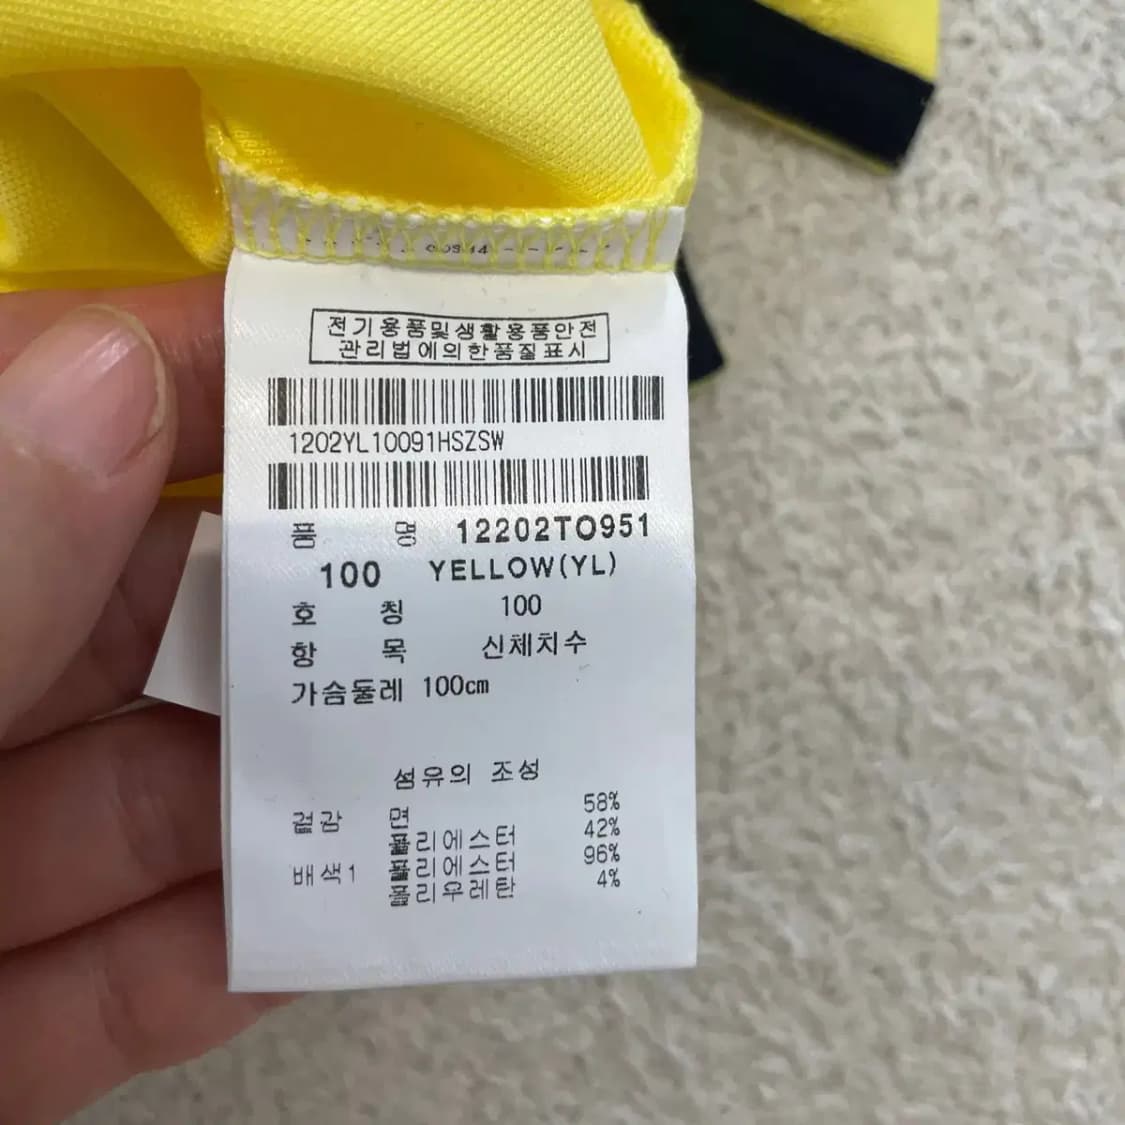 전기용품및생활용품안전
관리법에의한품질표시
1202YL10091HSZSW
품 명 12202TO951
100 YELLOW(YL)
호 칭 100
항 목 신체치수
가슴둘레 100cm
섬유의 조성
겉감 면 58%
폴리에스터 42%
배색1 폴리에스터 96%
폴리우레탄 4%